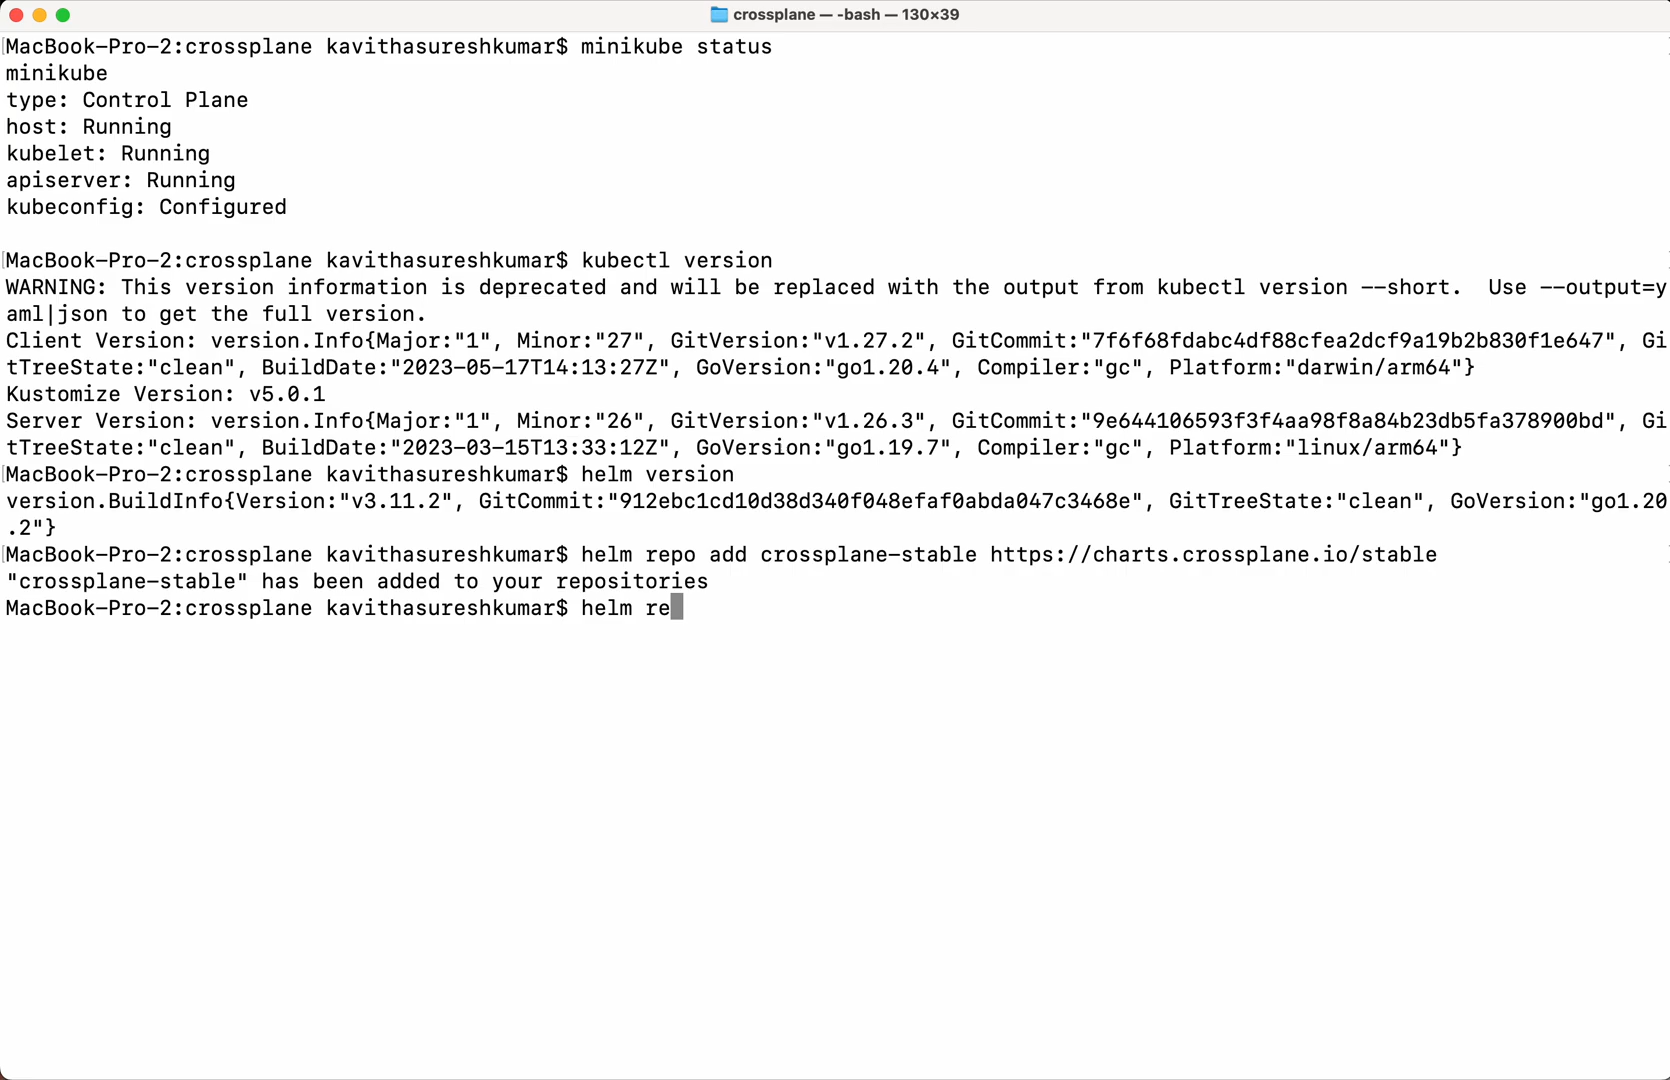 crossplane — -bash — 130×39
MacBook-Pro-2:crossplane kavithasureshkumar$ minikube status
minikube
type: Control Plane
host: Running
kubelet: Running
apiserver: Running
kubeconfig: Configured
MacBook-Pro-2:crossplane kavithasureshkumar$ kubectl version
WARNING: This version information is deprecated and will be replaced with the output from kubectl version --short.  Use --output=y
aml|json to get the full version.
Client Version: version.Info{Major:"1", Minor:"27", GitVersion:"v1.27.2", GitCommit:"7f6f68fdabc4df88cfea2dcf9a19b2b830f1e647", Gi
tTreeState:"clean", BuildDate:"2023-05-17T14:13:27Z", GoVersion:"go1.20.4", Compiler:"gc", Platform:"darwin/arm64"}
Kustomize Version: v5.0.1
Server Version: version.Info{Major:"1", Minor:"26", GitVersion:"v1.26.3", GitCommit:"9e644106593f3f4aa98f8a84b23db5fa378900bd", Gi
tTreeState:"clean", BuildDate:"2023-03-15T13:33:12Z", GoVersion:"go1.19.7", Compiler:"gc", Platform:"linux/arm64"}
MacBook-Pro-2:crossplane kavithasureshkumar$ helm version
version.BuildInfo{Version:"v3.11.2", GitCommit:"912ebc1cd10d38d340f048efaf0abda047c3468e", GitTreeState:"clean", GoVersion:"go1.20
.2"}
MacBook-Pro-2:crossplane kavithasureshkumar$ helm repo add crossplane-stable https://charts.crossplane.io/stable
"crossplane-stable" has been added to your repositories
MacBook-Pro-2:crossplane kavithasureshkumar$ helm re